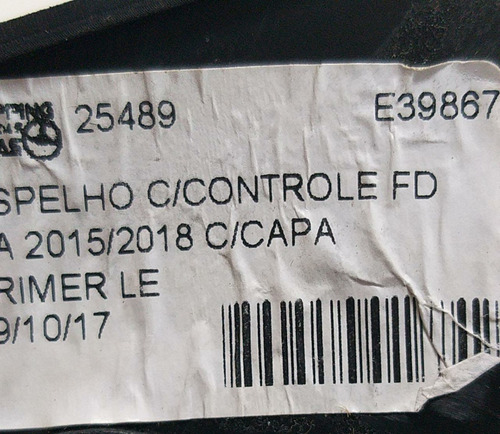 25489 E39867
SPELHO C/CONTROLE FD
A 2015/2018 C/CAPA
RIMER LE
9/10/17